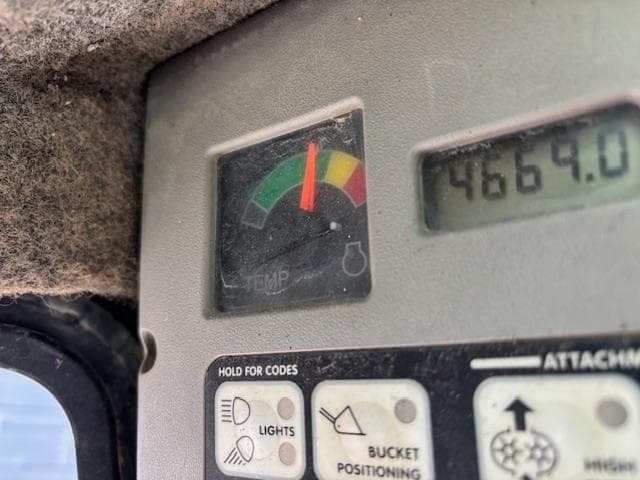 4669.0
TEMP
HOLD FOR CODES
ATTACHM
LIGHTS
BUCKET
POSITIONING
HIGH